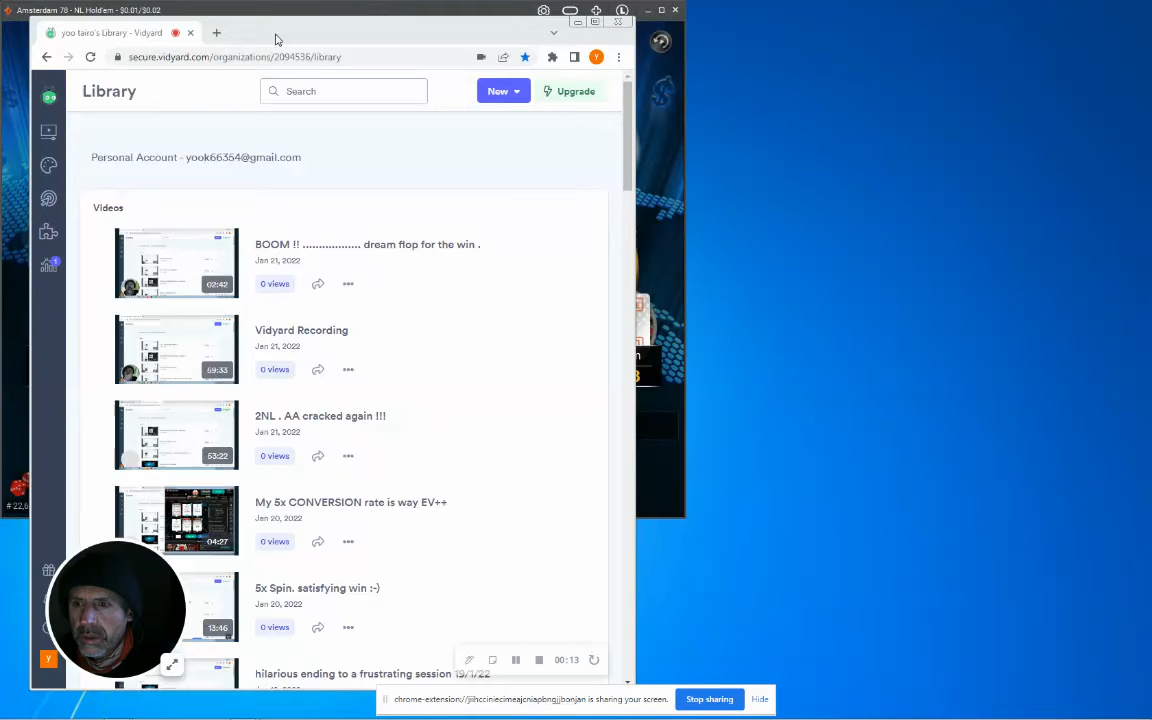 Amsterdam 78 - NL Hold'em - $0.01/$0.02
yoo tairo's Library - Vidyard
secure.vidyard.com/organizations/2094536/library
Y
Library
Search
New
Upgrade
Personal Account - yook66354@gmail.com
Videos
BOOM !! .................. dream flop for the win .
Jan 21, 2022
0 views
02:42
Vidyard Recording
Jan 21, 2022
0 views
59:33
2NL . AA cracked again !!!
Jan 21, 2022
0 views
53:22
My 5x CONVERSION rate is way EV++
Jan 20, 2022
0 views
04:27
5x Spin. satisfying win :-)
Jan 20, 2022
0 views
13:46
hilarious ending to a frustrating session 19/1/22
00:13
Y
chrome-extension://jiihcciniecimeajcniapbngjjbonjan is sharing your screen.
Stop sharing
Hide